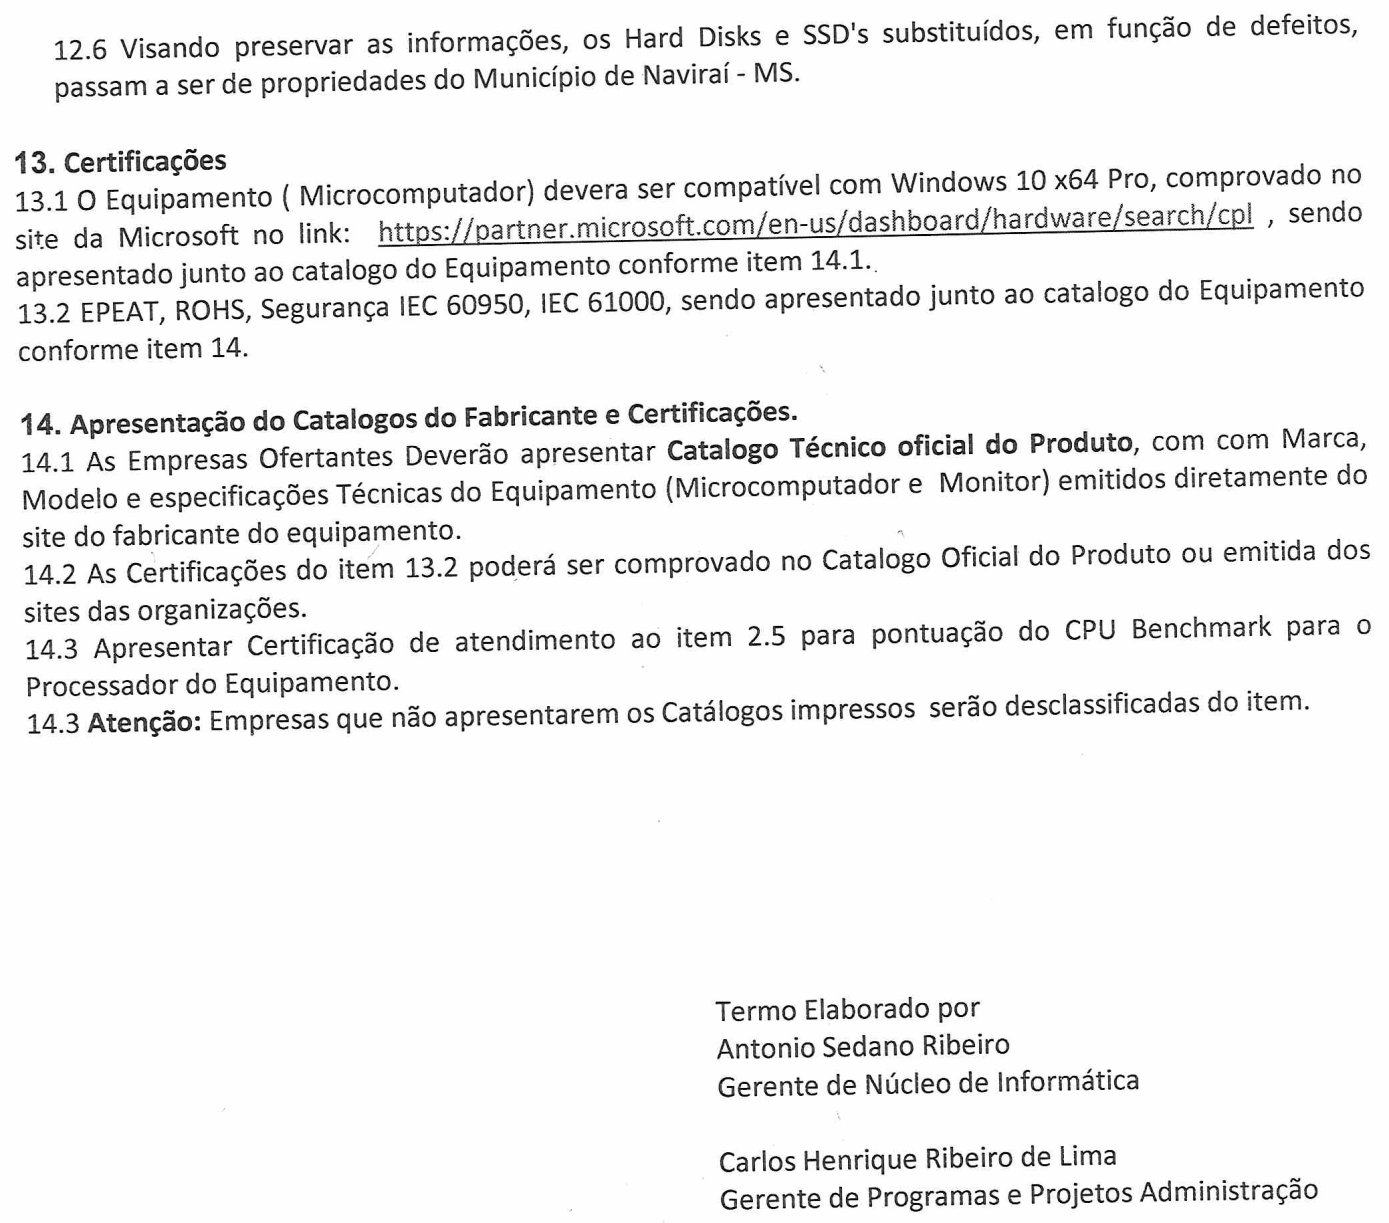 12.6 Visando preservar as informações, os Hard Disks e SSD's substituídos, em função de defeitos,
passam a ser de propriedades do Município de Naviraí - MS.
13. Certificações
13.1 O Equipamento ( Microcomputador) devera ser compatível com Windows 10 x64 Pro, comprovado no
site da Microsoft no link: https://partner.microsoft.com/en-us/dashboard/hardware/search/cpl , sendo
apresentado junto ao catalogo do Equipamento conforme item 14.1..
13.2 EPEAT, ROHS, Segurança IEC 60950, IEC 61000, sendo apresentado junto ao catalogo do Equipamento
conforme item 14.
14. Apresentação do Catalogos do Fabricante e Certificações.
14.1 As Empresas Ofertantes Deverão apresentar Catalogo Técnico oficial do Produto, com com Marca,
Modelo e especificações Técnicas do Equipamento (Microcomputador e Monitor) emitidos diretamente do
site do fabricante do equipamento.
14.2 As Certificações do item 13.2 poderá ser comprovado no Catalogo Oficial do Produto ou emitida dos
sites das organizações.
14.3 Apresentar Certificação de atendimento ao item 2.5 para pontuação do CPU Benchmark para o
Processador do Equipamento.
14.3 Atenção: Empresas que não apresentarem os Catálogos impressos serão desclassificadas do item.
Termo Elaborado por
Antonio Sedano Ribeiro
Gerente de Núcleo de Informática
Carlos Henrique Ribeiro de Lima
Gerente de Programas e Projetos Administração